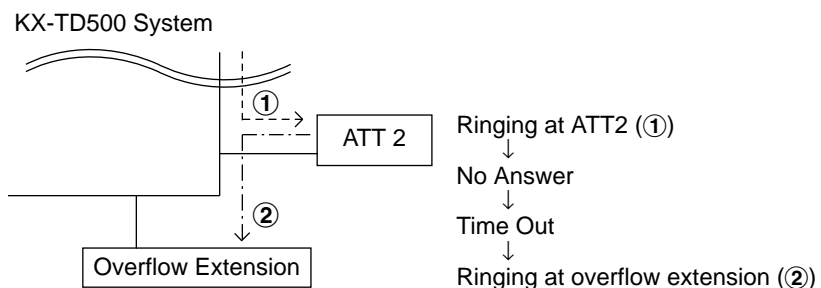 KX-TD500 System
①
ATT 2
②
Overflow Extension
Ringing at ATT2 (①)
↓
No Answer
↓
Time Out
↓
Ringing at overflow extension (②)